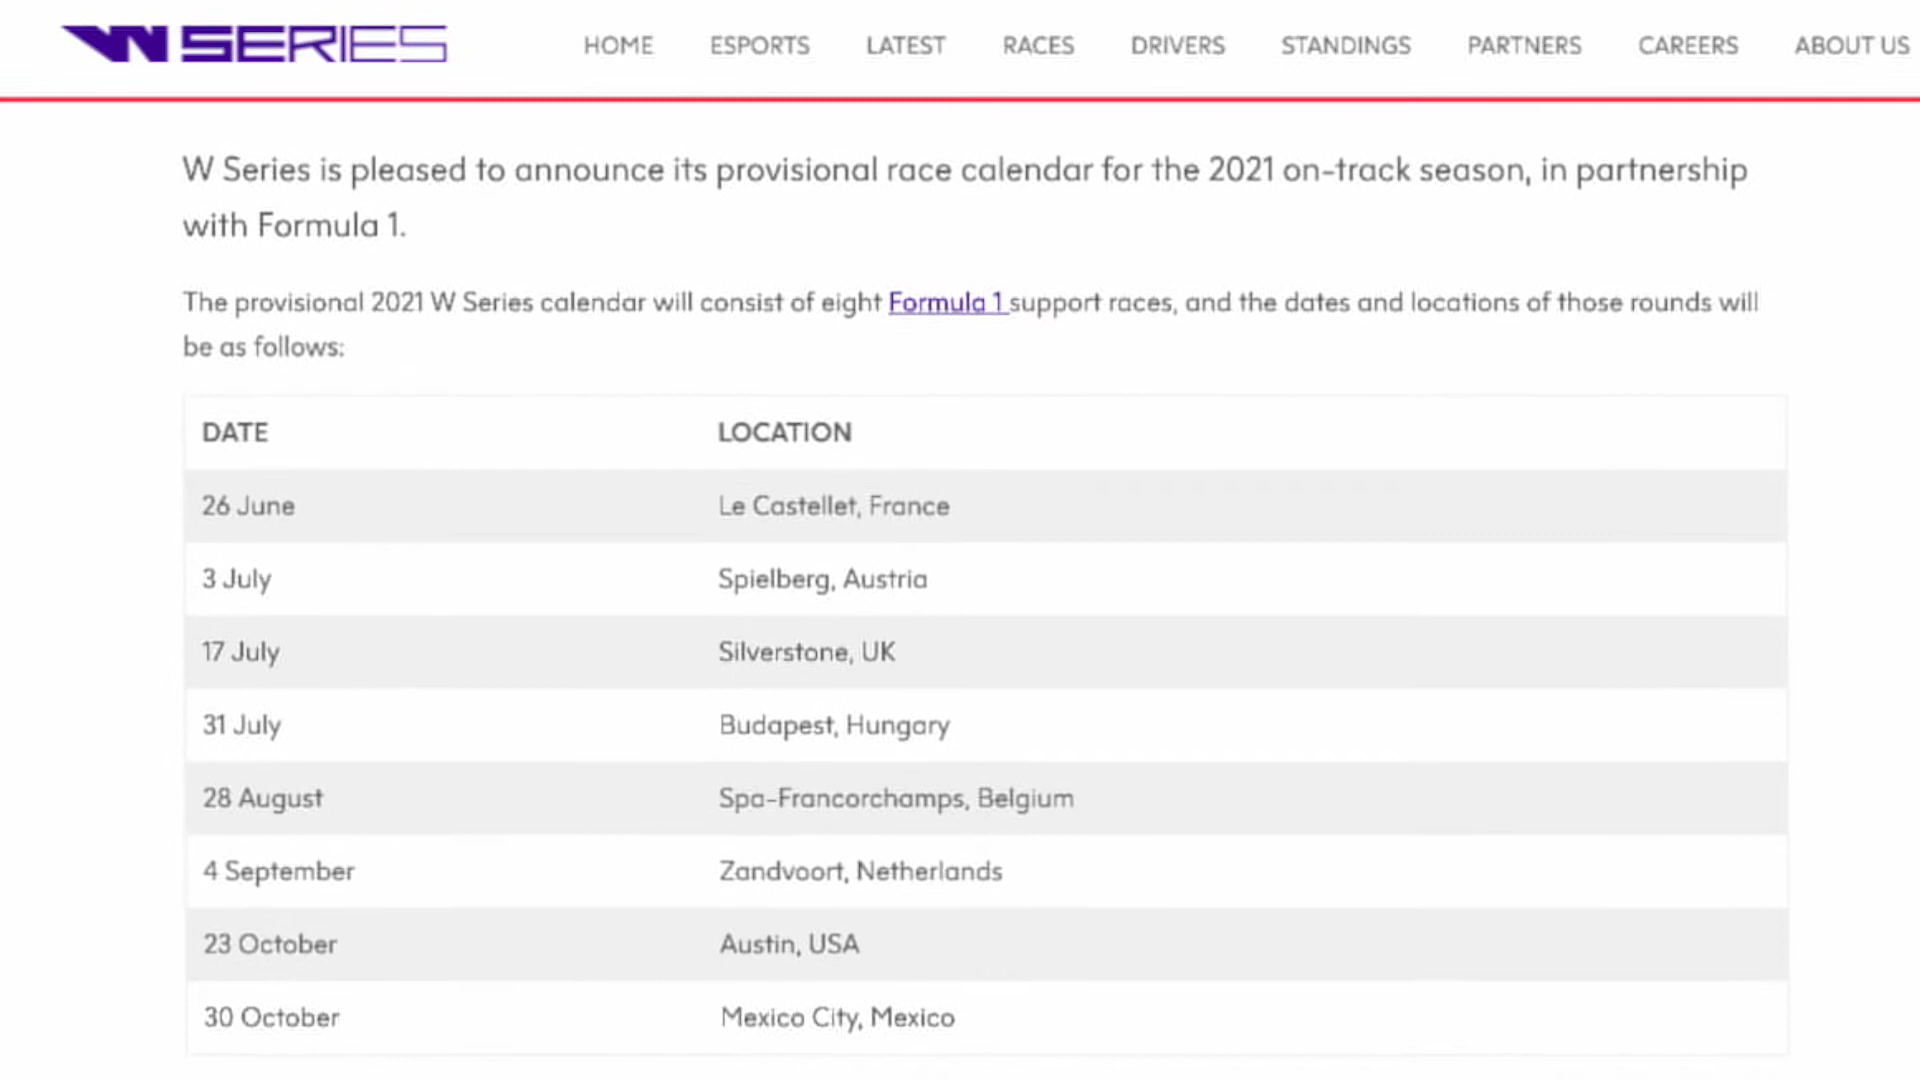 W SERIES
HOME ESPORTS LATEST RACES DRIVERS STANDINGS PARTNERS CAREERS ABOUT US
W Series is pleased to announce its provisional race calendar for the 2021 on-track season, in partnership
with Formula 1.
The provisional 2021 W Series calendar will consist of eight Formula 1 support races, and the dates and locations of those rounds will
be as follows:
DATE LOCATION
26 June Le Castellet, France
3 July Spielberg, Austria
17 July Silverstone, UK
31 July Budapest, Hungary
28 August Spa-Francorchamps, Belgium
4 September Zandvoort, Netherlands
23 October Austin, USA
30 October Mexico City, Mexico